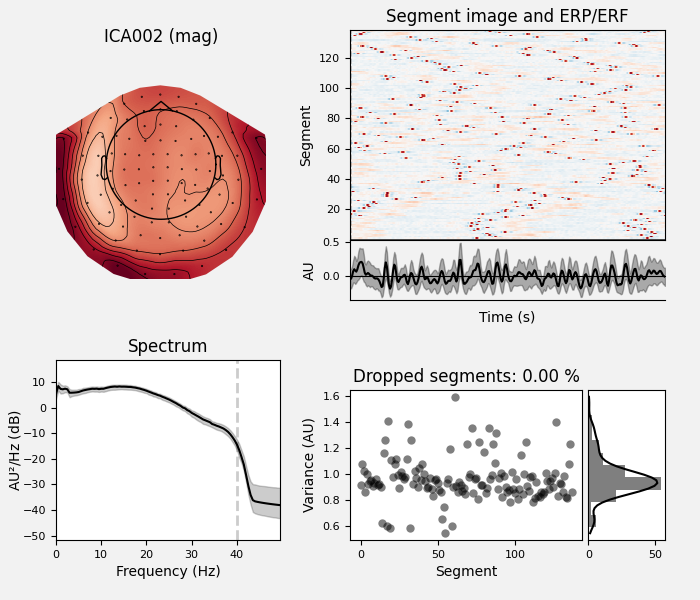 ICA002 (mag)
Segment image and ERP/ERF
Segment
120
100
80
60
40
20
AU
0.5
0.0
Time (s)
Spectrum
AU²/Hz (dB)
10
0
−10
−20
−30
−40
−50
0 10 20 30 40
Frequency (Hz)
Dropped segments: 0.00 %
Variance (AU)
1.6
1.4
1.2
1.0
0.8
0.6
0 50 100
Segment
0 50